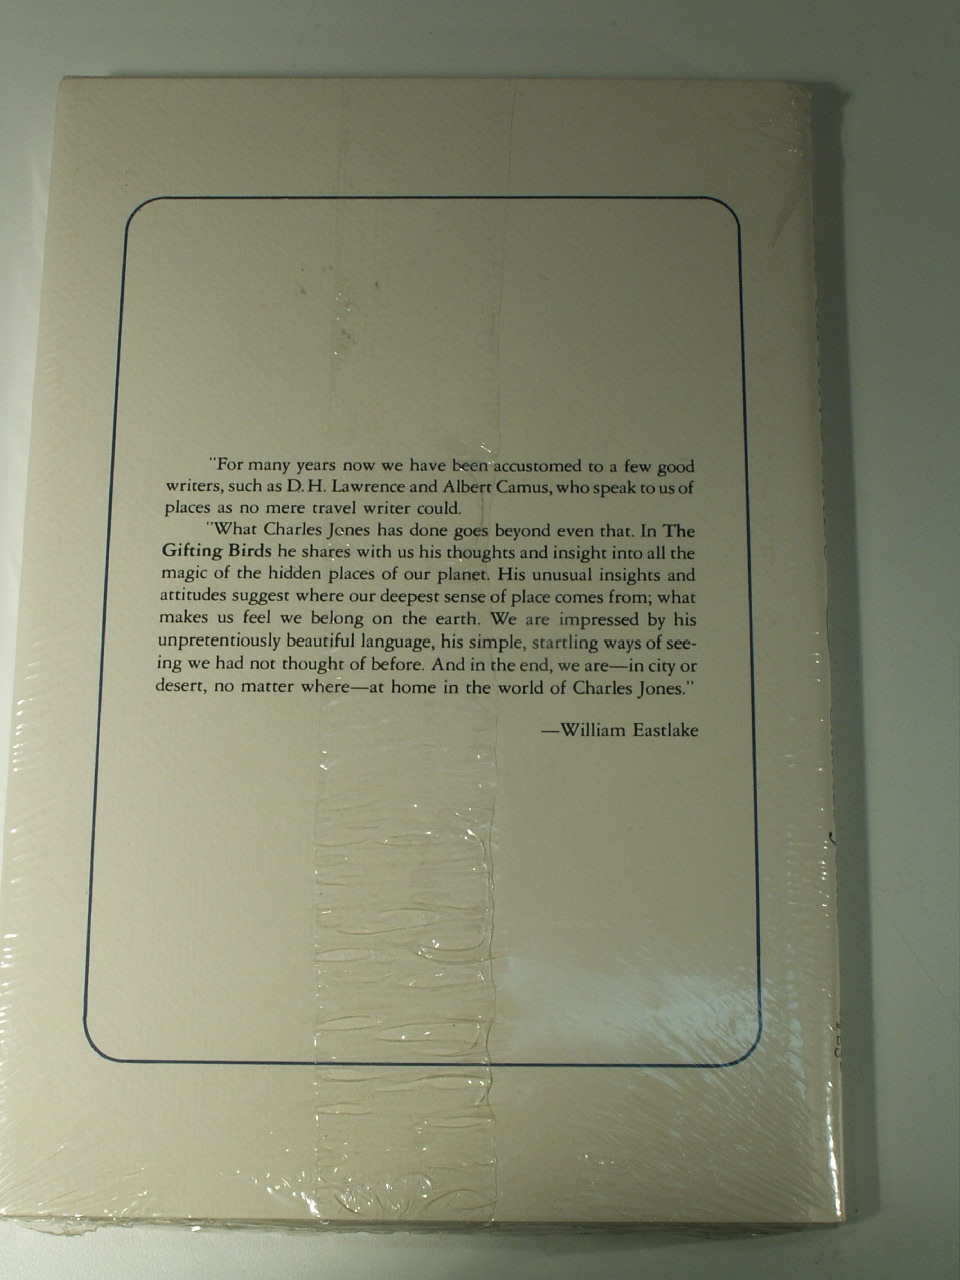 "For many years now we have been accustomed to a few good
writers, such as D. H. Lawrence and Albert Camus, who speak to us of
places as no mere travel writer could.
"What Charles Jones has done goes beyond even that. In The
Gifting Birds he shares with us his thoughts and insight into all the
magic of the hidden places of our planet. His unusual insights and
attitudes suggest where our deepest sense of place comes from; what
makes us feel we belong on the earth. We are impressed by his
unpretentiously beautiful language, his simple, startling ways of see-
ing we had not thought of before. And in the end, we are—in city or
desert, no matter where—at home in the world of Charles Jones."
—William Eastlake